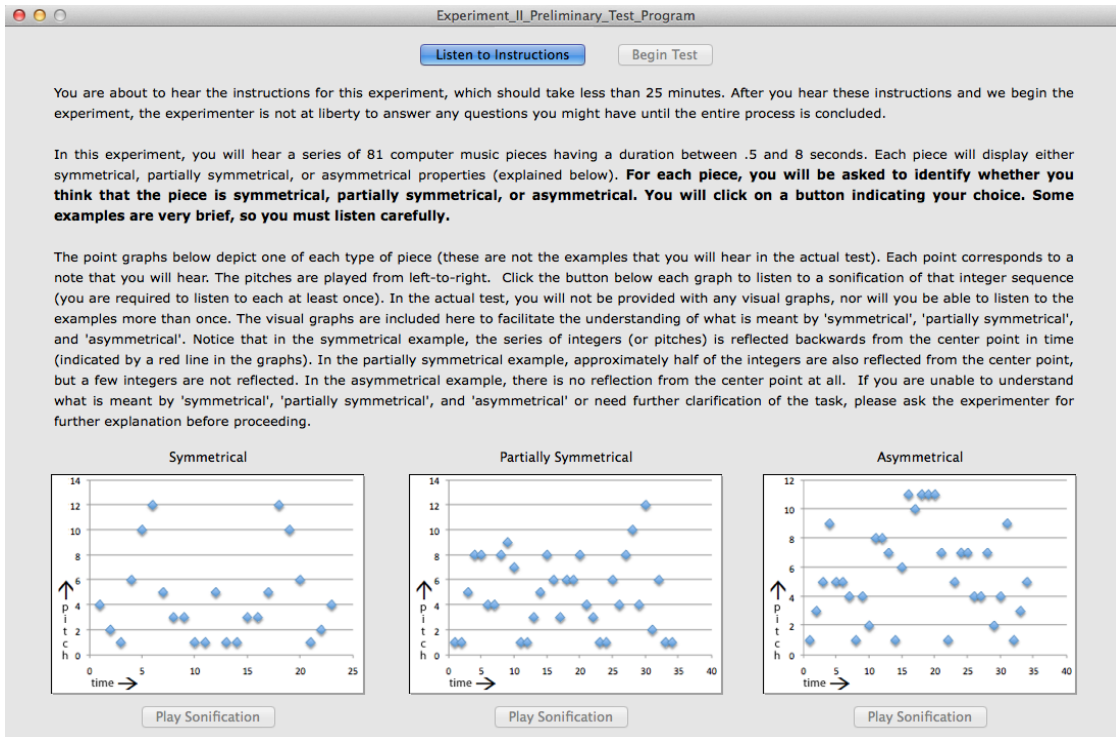 Experiment_II_Preliminary_Test_Program
Listen to Instructions
Begin Test
You are about to hear the instructions for this experiment, which should take less than 25 minutes. After you hear these instructions and we begin the
experiment, the experimenter is not at liberty to answer any questions you might have until the entire process is concluded.
In this experiment, you will hear a series of 81 computer music pieces having a duration between .5 and 8 seconds. Each piece will display either
symmetrical, partially symmetrical, or asymmetrical properties (explained below). For each piece, you will be asked to identify whether you
think that the piece is symmetrical, partially symmetrical, or asymmetrical. You will click on a button indicating your choice. Some
examples are very brief, so you must listen carefully.
The point graphs below depict one of each type of piece (these are not the examples that you will hear in the actual test). Each point corresponds to a
note that you will hear. The pitches are played from left-to-right. Click the button below each graph to listen to a sonification of that integer sequence
(you are required to listen to each at least once). In the actual test, you will not be provided with any visual graphs, nor will you be able to listen to the
examples more than once. The visual graphs are included here to facilitate the understanding of what is meant by 'symmetrical', 'partially symmetrical',
and 'asymmetrical'. Notice that in the symmetrical example, the series of integers (or pitches) is reflected backwards from the center point in time
(indicated by a red line in the graphs). In the partially symmetrical example, approximately half of the integers are also reflected from the center point,
but a few integers are not reflected. In the asymmetrical example, there is no reflection from the center point at all. If you are unable to understand
what is meant by 'symmetrical', 'partially symmetrical', and 'asymmetrical' or need further clarification of the task, please ask the experimenter for
further explanation before proceeding.
Symmetrical
14
12
10
8
6
4
2
0
pitch
0 5 10 15 20 25
time
Play Sonification
Partially Symmetrical
14
12
10
8
6
4
2
0
pitch
0 5 10 15 20 25 30 35 40
time
Play Sonification
Asymmetrical
12
10
8
6
4
2
0
pitch
0 5 10 15 20 25 30 35 40
time
Play Sonification